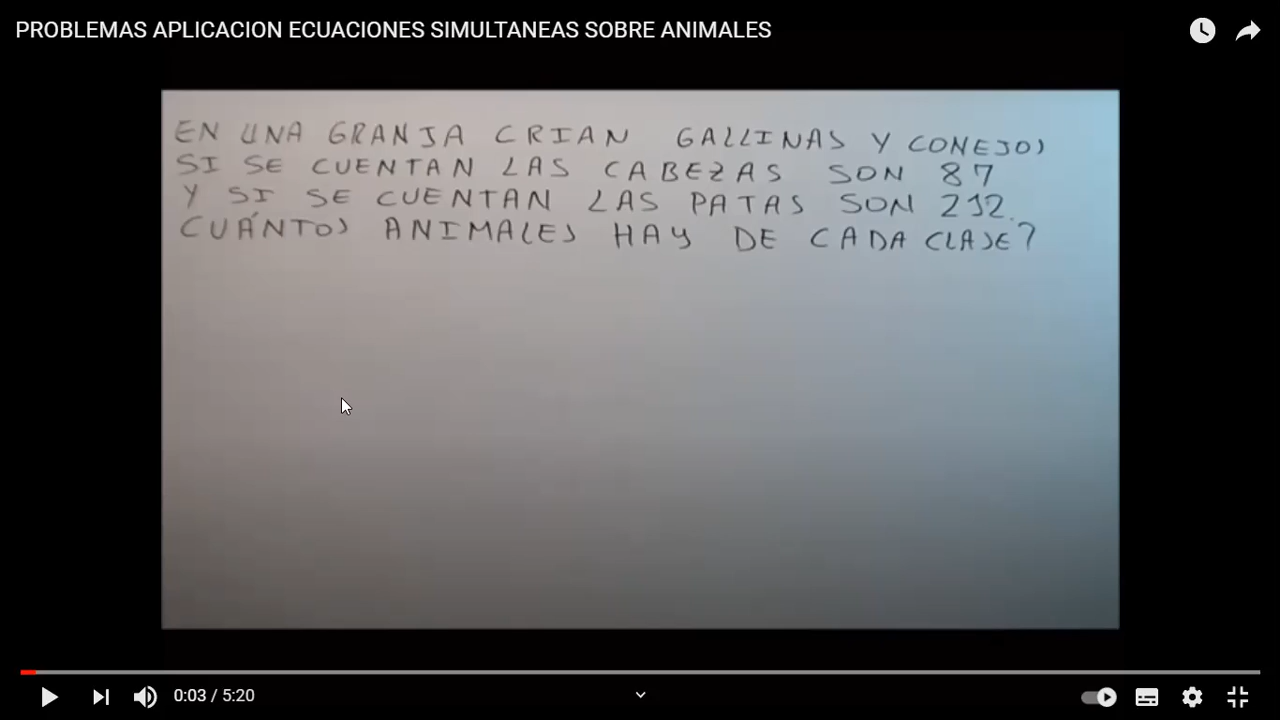 PROBLEMAS APLICACION ECUACIONES SIMULTANEAS SOBRE ANIMALES
EN UNA GRANJA CRIAN GALLINAS Y CONEJOS
SI SE CUENTAN LAS CABEZAS SON 87
Y SI SE CUENTAN LAS PATAS SON 212.
CUÁNTOS ANIMALES HAY DE CADA CLASE?
0:03 / 5:20